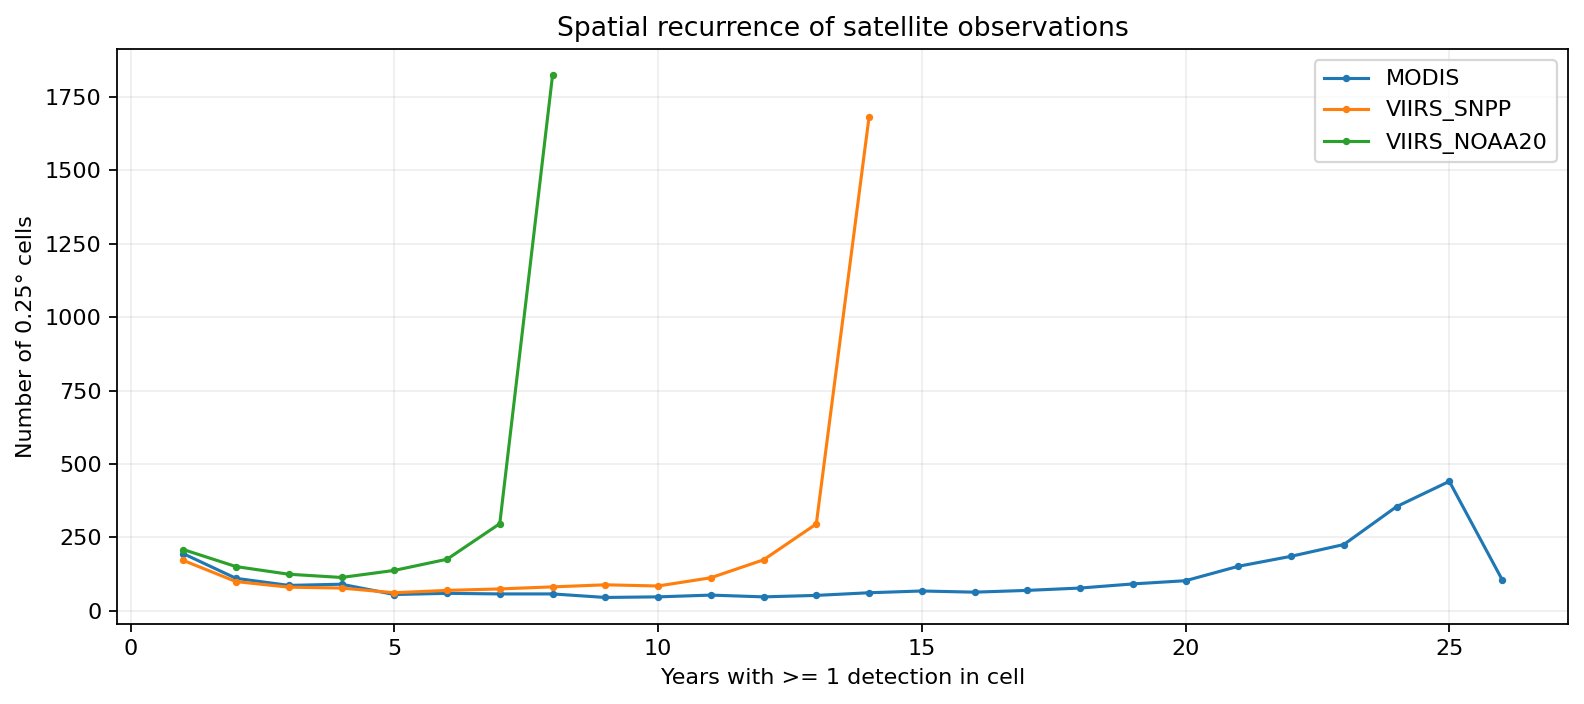 Spatial recurrence of satellite observations
MODIS
VIIRS_SNPP
VIIRS_NOAA20
Number of 0.25° cells
1750
1500
1250
1000
750
500
250
0
0 5 10 15 20 25
Years with >= 1 detection in cell